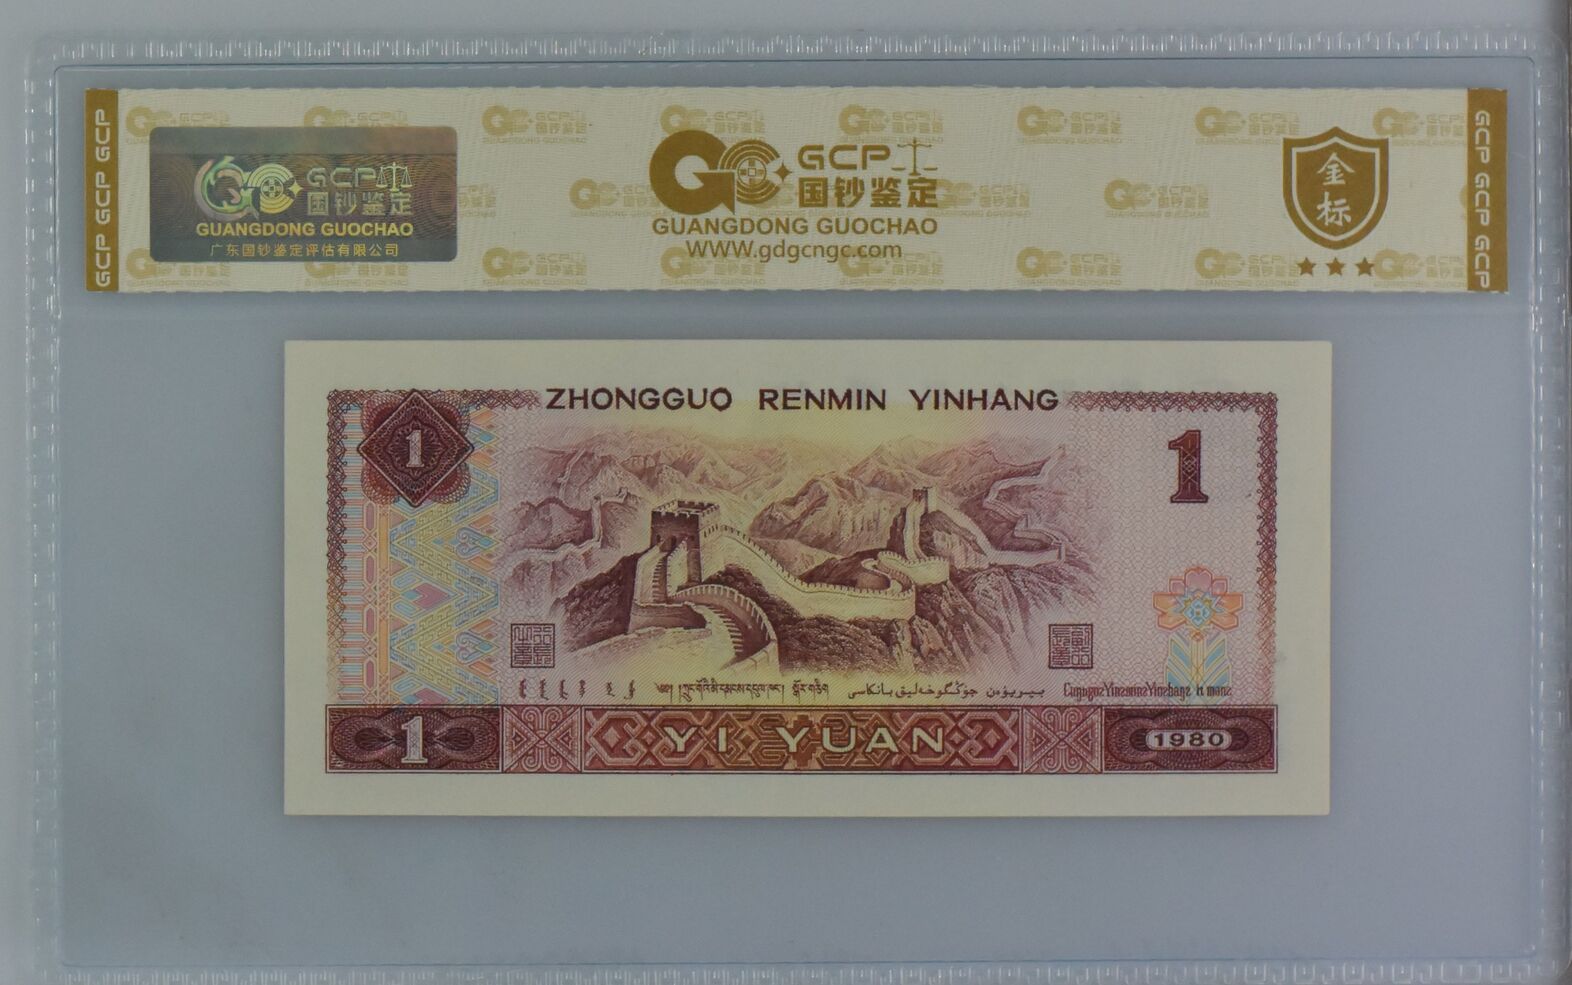 GCP GCP GCP
GCP
国钞鉴定
GUANGDONG GUOCHAO
广东国钞鉴定评估有限公司
GCP
国钞鉴定
GUANGDONG GUOCHAO
WWW.gdgcngc.com
金标
GCP GCP GCP
ZHONGGUO RENMIN YINHANG
1
1
1
YI YUAN
1980